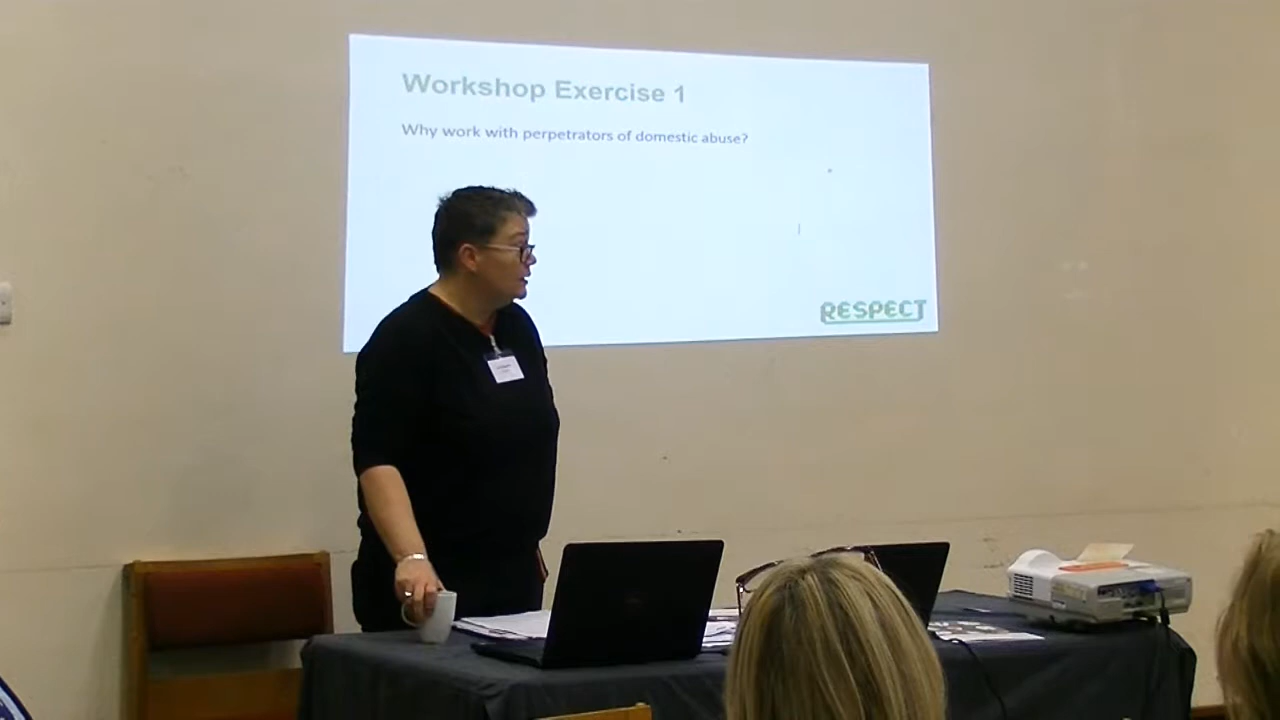 Workshop Exercise 1
Why work with perpetrators of domestic abuse?
RESPECT